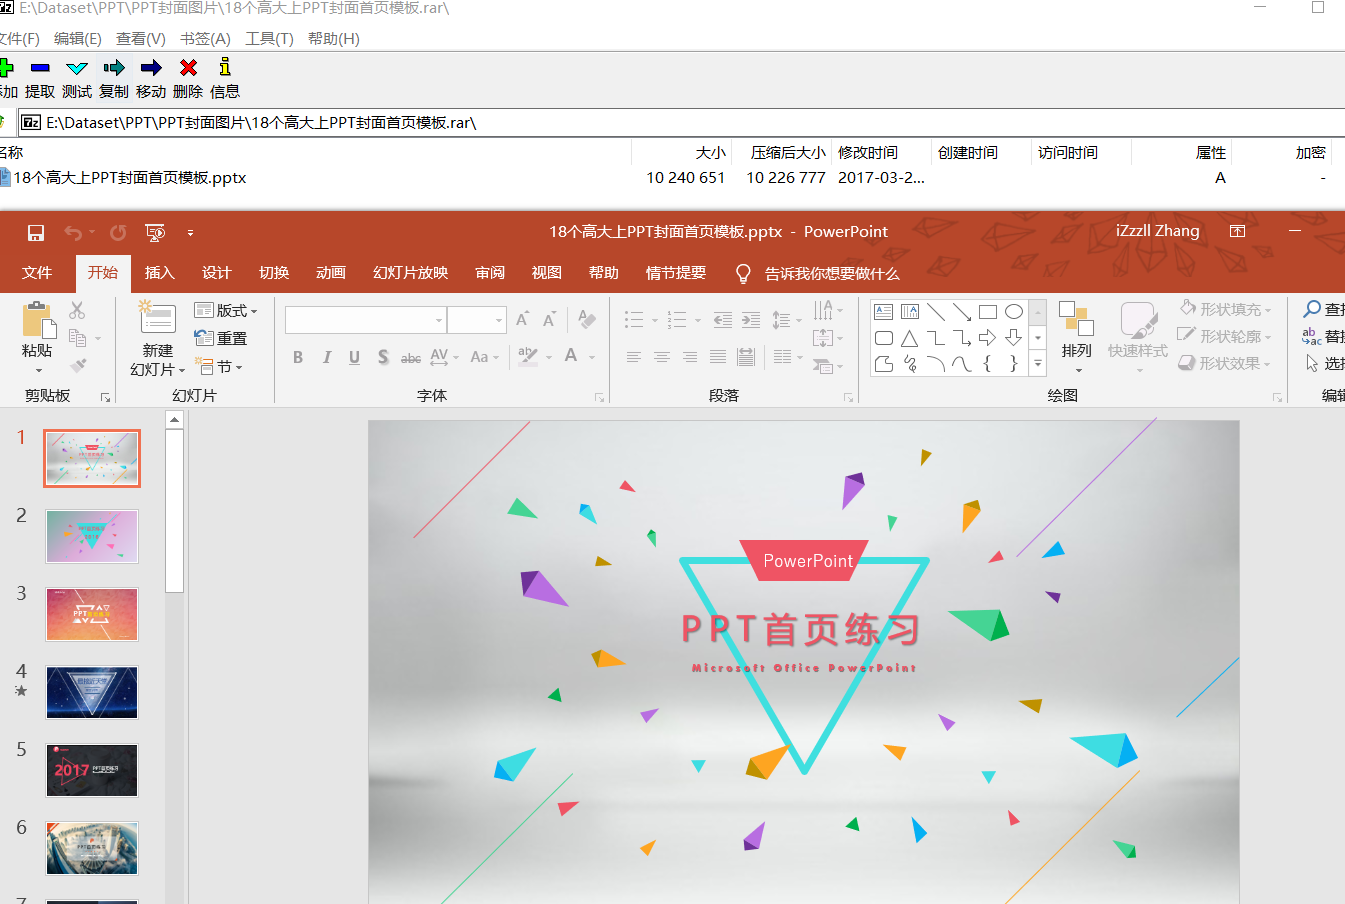 E:\Dataset\PPT\PPT封面图片\18个高大上PPT封面首页模板.rar\
文件(F) 编辑(E) 查看(V) 书签(A) 工具(T) 帮助(H)
加 提取 测试 复制 移动 删除 信息
E:\Dataset\PPT\PPT封面图片\18个高大上PPT封面首页模板.rar\
名称 大小 压缩后大小 修改时间 创建时间 访问时间 属性 加密
18个高大上PPT封面首页模板.pptx 10 240 651 10 226 777 2017-03-2... A -
18个高大上PPT封面首页模板.pptx - PowerPoint iZzzll Zhang
文件 开始 插入 设计 切换 动画 幻灯片放映 审阅 视图 帮助 情节提要 告诉我你想要做什么
粘贴 新建 幻灯片 版式 重置 节
排列 快速样式 形状填充 形状轮廓 形状效果 查找 替换 选择
剪贴板 幻灯片 字体 段落 绘图 编辑
1
2
3
4
5
2017
6
7
PowerPoint
PPT首页练习
Microsoft Office PowerPoint